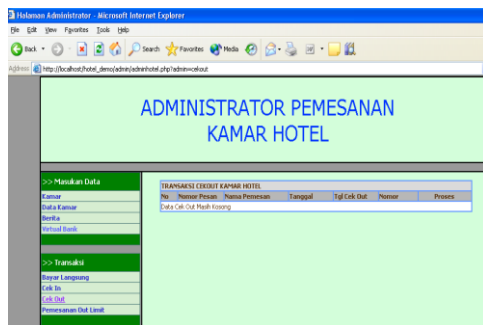 Halaman Administrator - Microsoft Internet Explorer
File Edit View Favorites Tools Help
Back Search Favorites Media
Address http://localhost/hotel_demo/admin/adminhotel.php?admin=cekout
ADMINISTRATOR PEMESANAN
KAMAR HOTEL
>> Masukan Data
Kamar
Data Kamar
Berita
Virtual Bank
>> Transaksi
Bayar Langsung
Cek In
Cek Out
Pemesanan Out Limit
TRANSAKSI CEKOUT KAMAR HOTEL
No Nomor Pesan Nama Pemesan Tanggal Tgl Cek Out Nomor Proses
Data Cek Out Masih Kosong